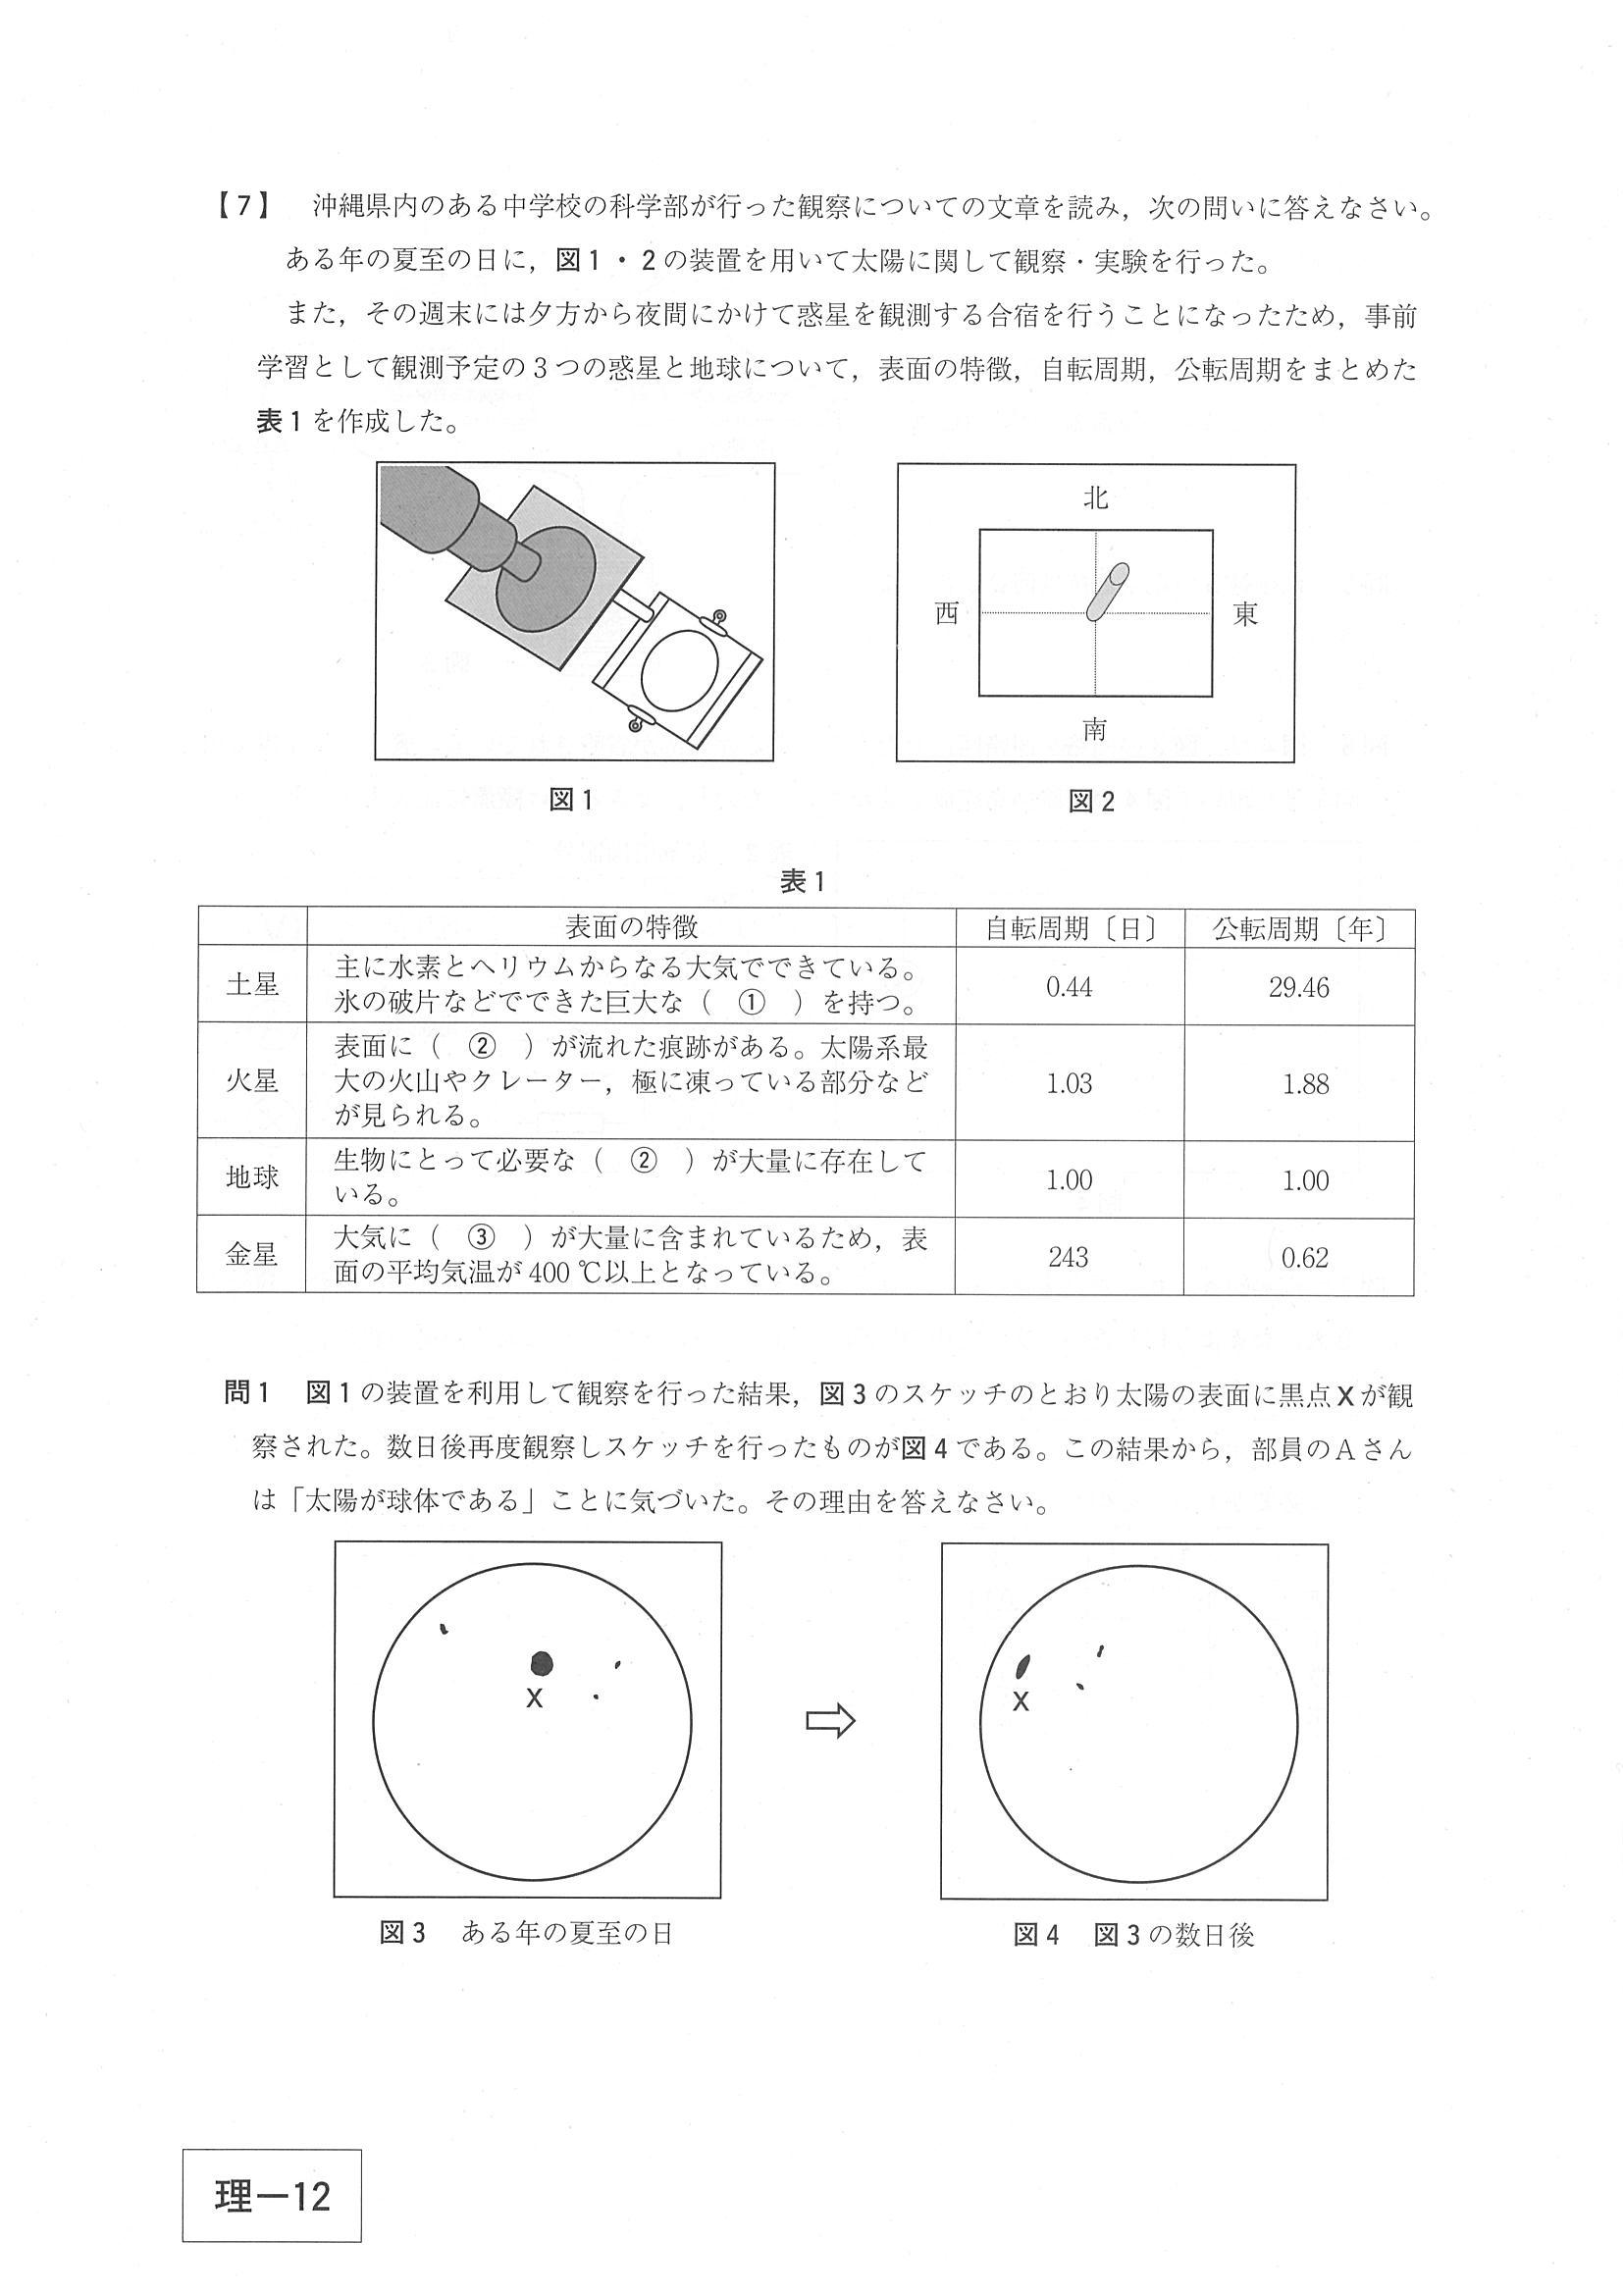 【7】 沖縄県内のある中学校の科学部が行った観察についての文章を読み，次の問いに答えなさい。
ある年の夏至の日に，図1・2の装置を用いて太陽に関して観察・実験を行った。
また，その週末には夕方から夜間にかけて惑星を観測する合宿を行うことになったため，事前
学習として観測予定の3つの惑星と地球について，表面の特徴，自転周期，公転周期をまとめた
表1を作成した。
北
西
東
南
図1
図2
表1
表面の特徴 自転周期〔日〕 公転周期〔年〕
土星 主に水素とヘリウムからなる大気でできている。
氷の破片などでできた巨大な（ ① ）を持つ。 0.44 29.46
火星 表面に（ ② ）が流れた痕跡がある。太陽系最
大の火山やクレーター，極に凍っている部分など
が見られる。 1.03 1.88
地球 生物にとって必要な（ ② ）が大量に存在して
いる。 1.00 1.00
金星 大気に（ ③ ）が大量に含まれているため，表
面の平均気温が400℃以上となっている。 243 0.62
問1 図1の装置を利用して観察を行った結果，図3のスケッチのとおり太陽の表面に黒点Xが観
察された。数日後再度観察しスケッチを行ったものが図4である。この結果から，部員のAさん
は「太陽が球体である」ことに気づいた。その理由を答えなさい。
X
X
図3 ある年の夏至の日
図4 図3の数日後
理ー12